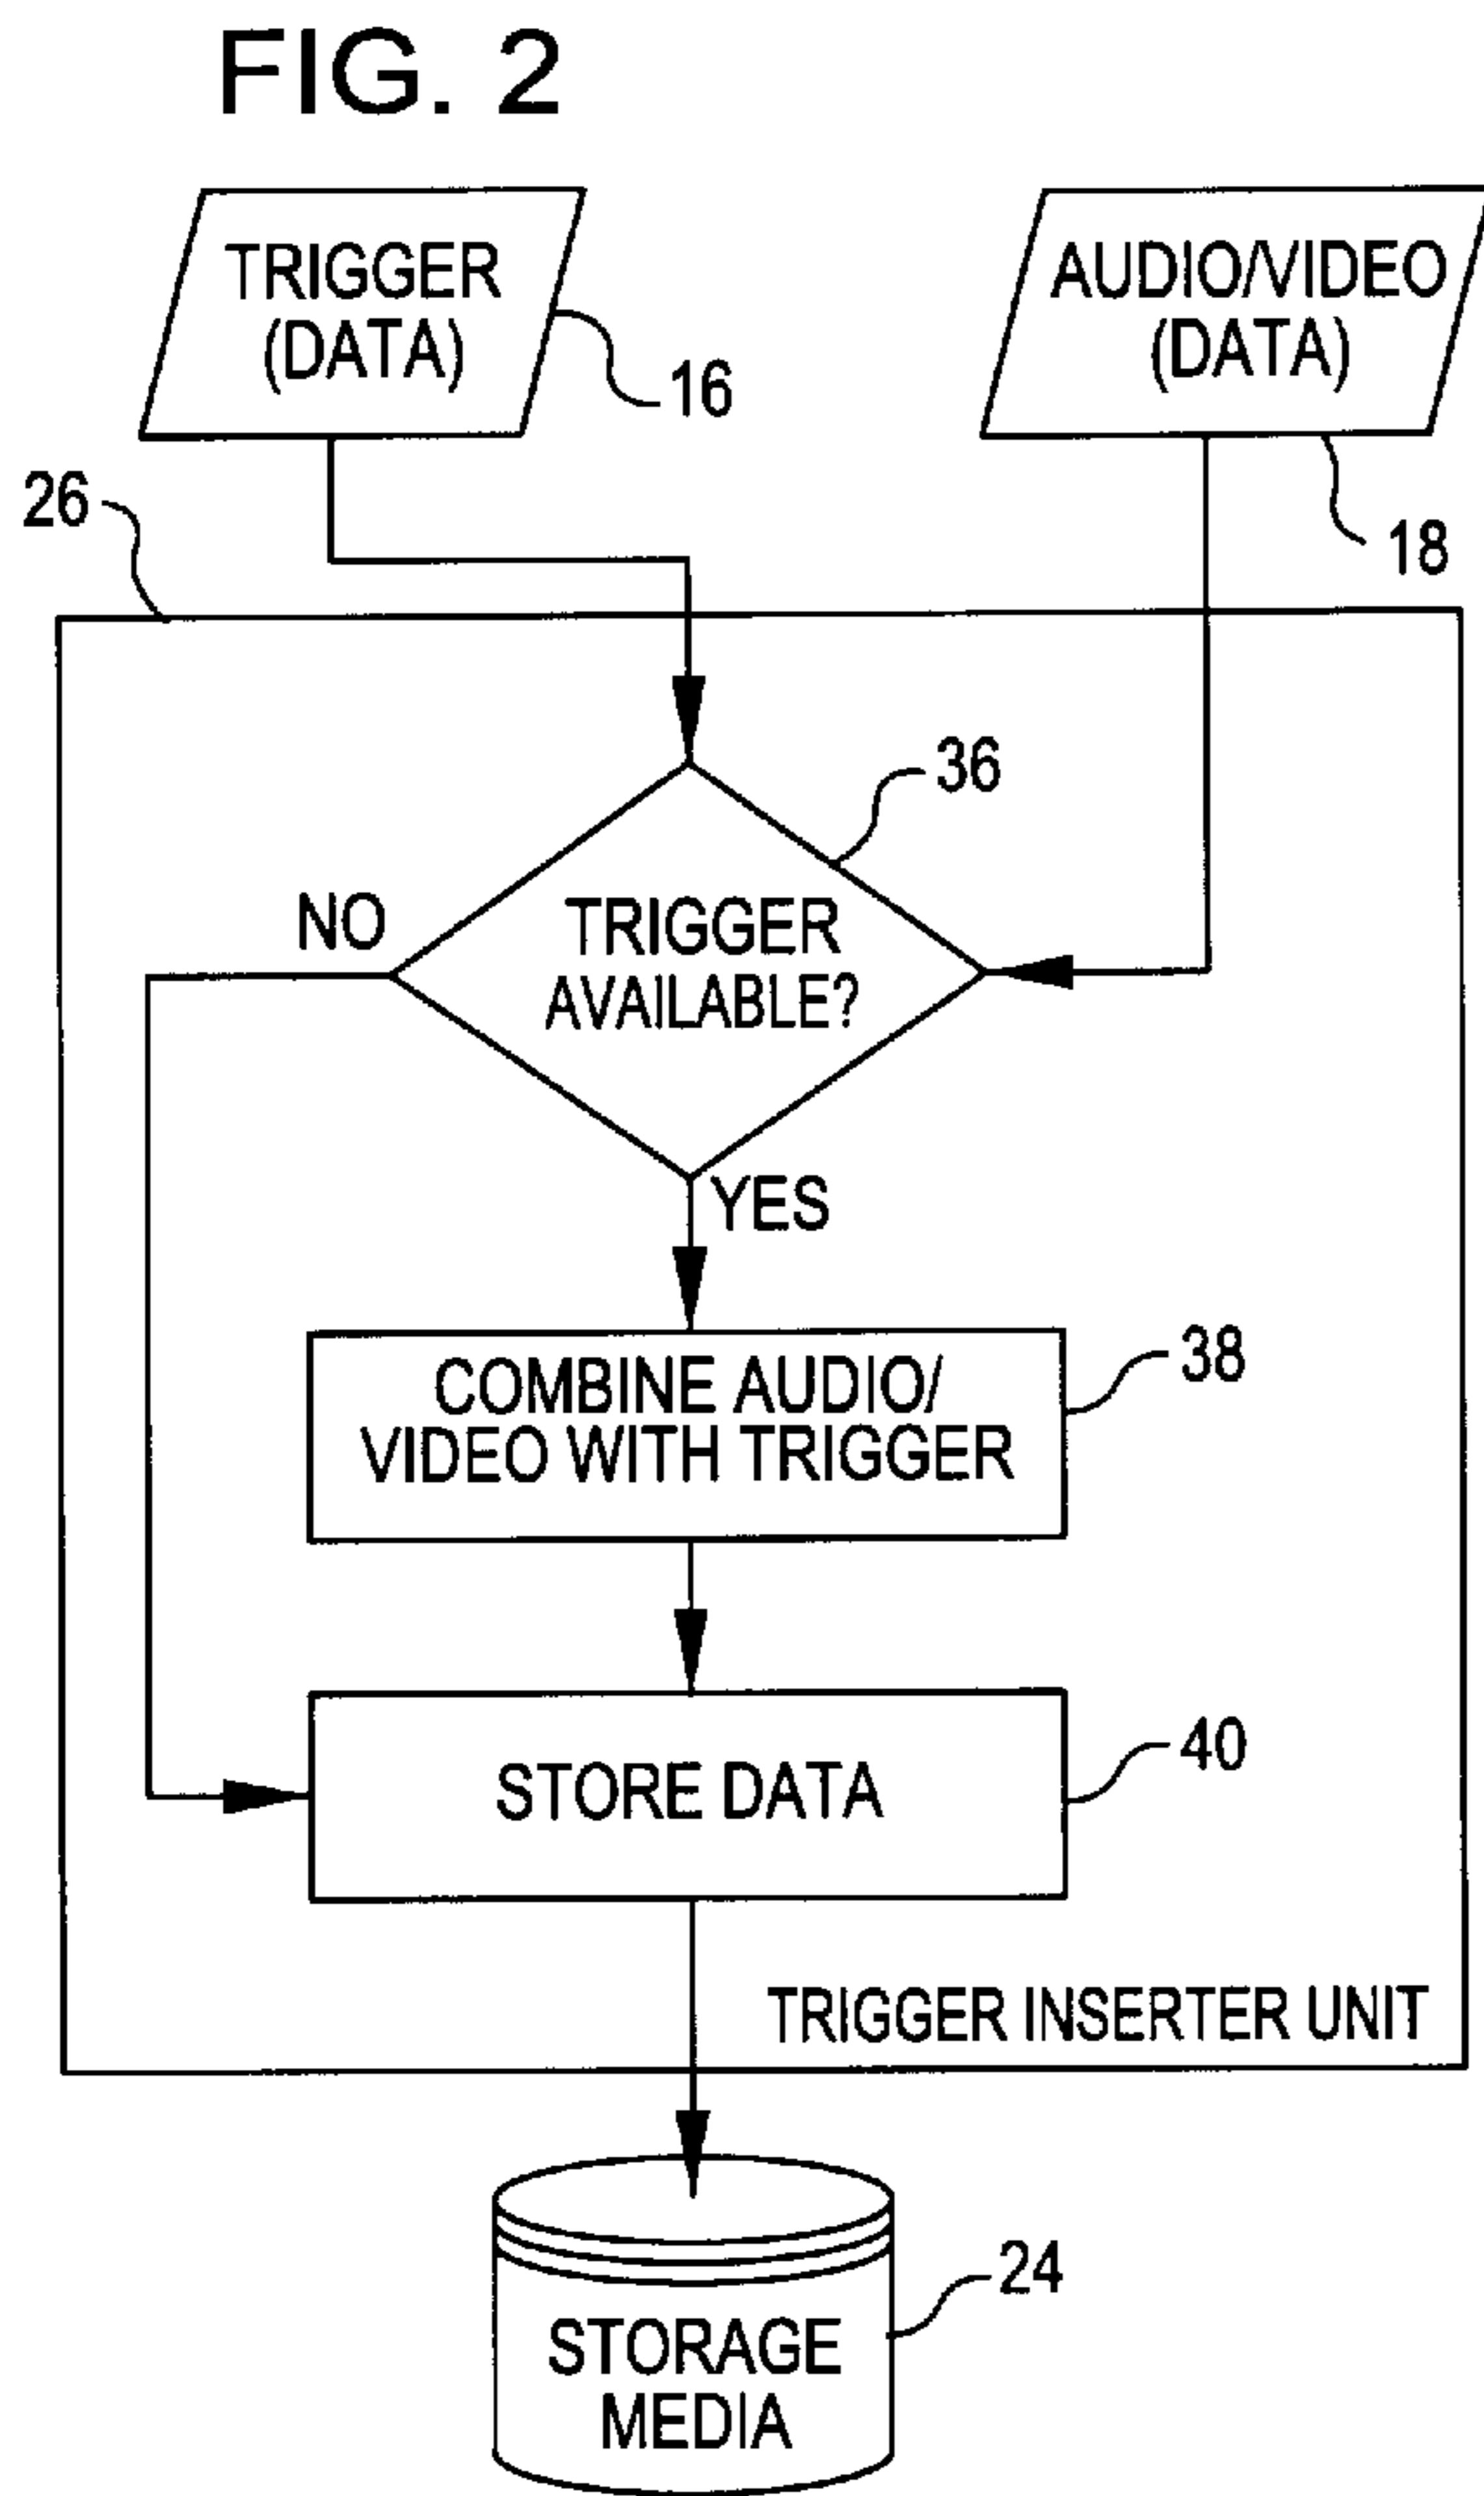 FIG. 2
TRIGGER
(DATA)
16
AUDIO/VIDEO
(DATA)
18
26
36
NO
TRIGGER
AVAILABLE?
YES
COMBINE AUDIO/
VIDEO WITH TRIGGER
38
STORE DATA
40
TRIGGER INSERTER UNIT
24
STORAGE
MEDIA